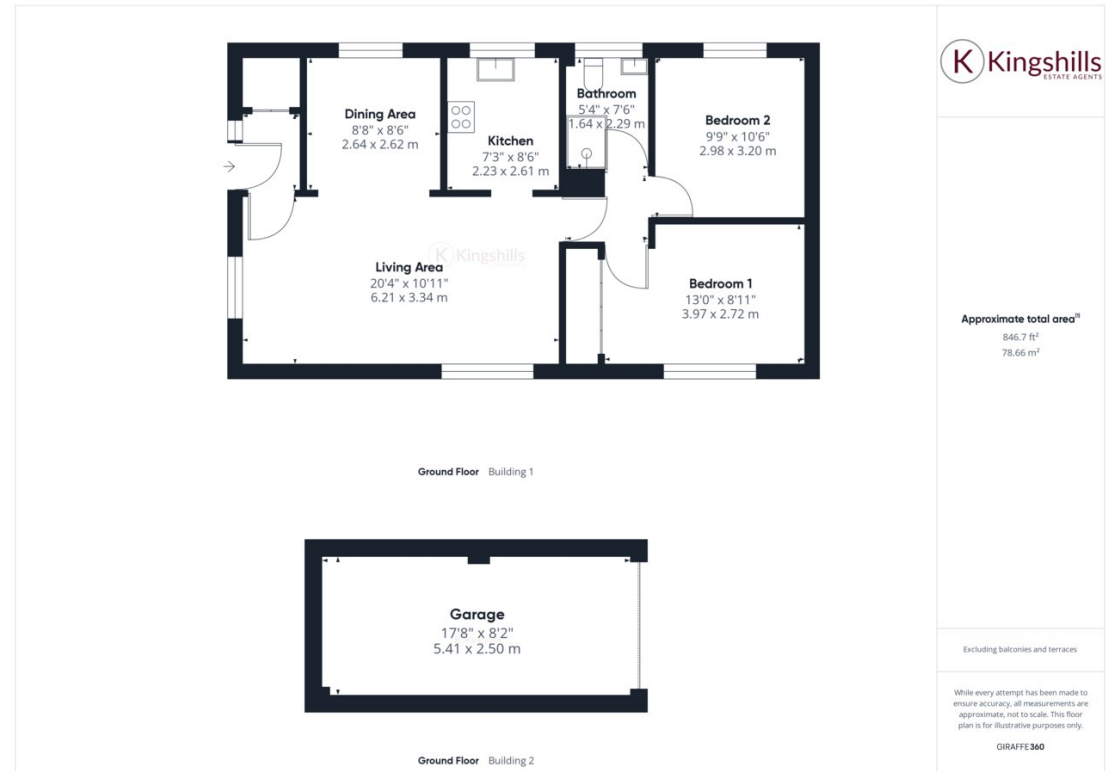 Dining Area
8'8" x 8'6"
2.64 x 2.62 m
Kitchen
7'3" x 8'6"
2.23 x 2.61 m
Bathroom
5'4" x 7'6"
1.64 x 2.29 m
Bedroom 2
9'9" x 10'6"
2.98 x 3.20 m
K Kingshills
Living Area
20'4" x 10'11"
6.21 x 3.34 m
Bedroom 1
13'0" x 8'11"
3.97 x 2.72 m
Ground Floor Building 1
Garage
17'8" x 8'2"
5.41 x 2.50 m
Ground Floor Building 2
K Kingshills
ESTATE AGENTS
Approximate total area(1)
846.7 ft²
78.66 m²
Excluding balconies and terraces
While every attempt has been made to
ensure accuracy, all measurements are
approximate, not to scale. This floor
plan is for illustrative purposes only.
GIRAFFE360